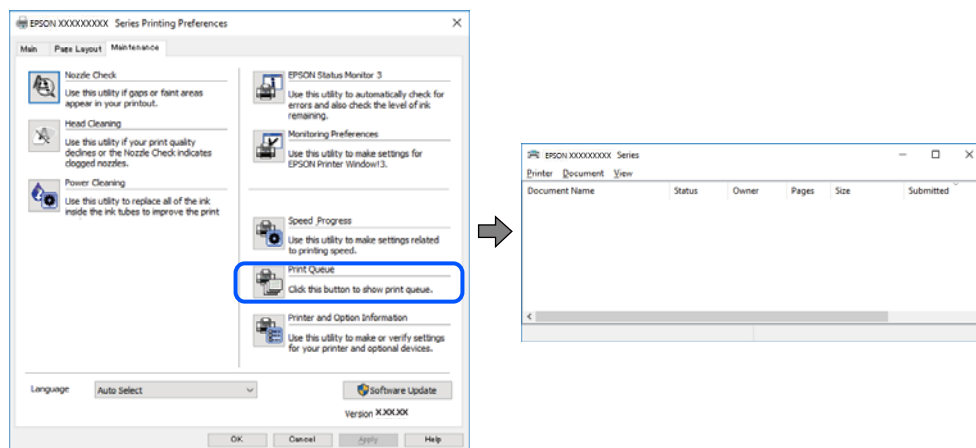 EPSON XXXXXXXXX Series Printing Preferences
Main Page Layout Maintenance
Nozzle Check
Use this utility if gaps or faint areas
appear in your printout.
Head Cleaning
Use this utility if your print quality
declines or the Nozzle Check indicates
clogged nozzles.
Power Cleaning
Use this utility to replace all of the ink
inside the ink tubes to improve the print
EPSON Status Monitor 3
Use this utility to automatically check for
errors and also check the level of ink
remaining.
Monitoring Preferences
Use this utility to make settings for
EPSON Printer Window!3.
Speed Progress
Use this utility to make settings related
to printing speed.
Print Queue
Click this button to show print queue.
Printer and Option Information
Use this utility to make or verify settings
for your printer and optional devices.
Language Auto Select
Software Update
Version X.XX.XX
OK Cancel Apply Help
EPSON XXXXXXXXX Series
Printer Document View
Document Name Status Owner Pages Size Submitted